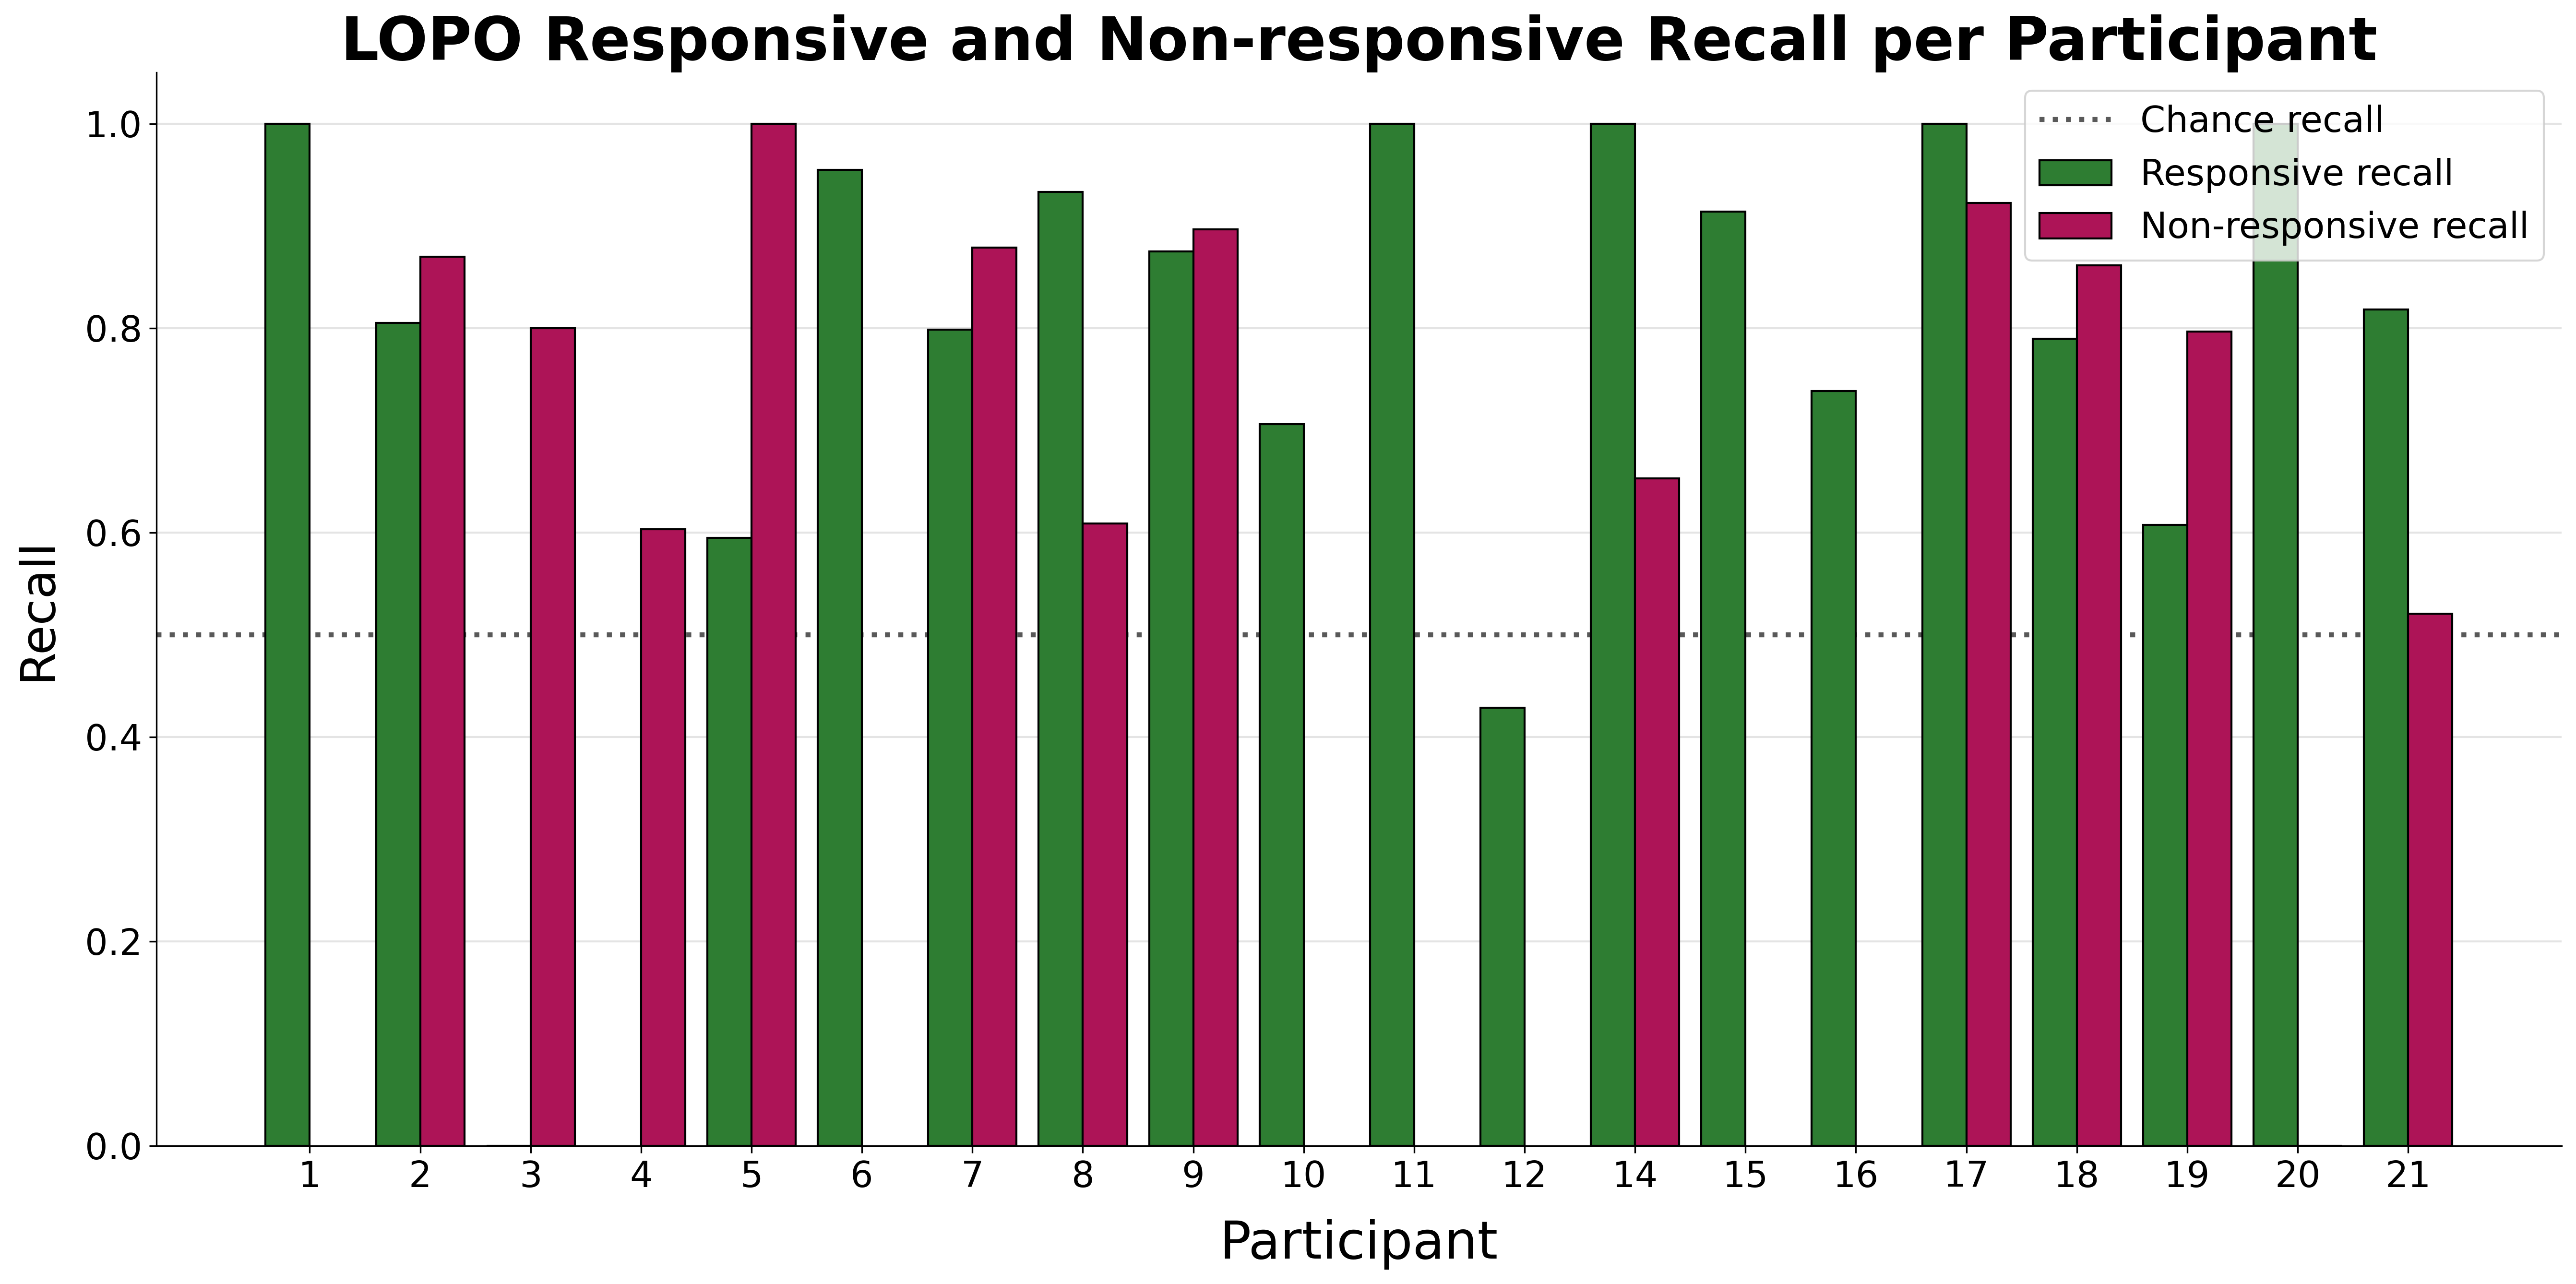 LOPO Responsive and Non-responsive Recall per Participant
Chance recall
Responsive recall
Non-responsive recall
Recall
1.0
0.8
0.6
0.4
0.2
0.0
1 2 3 4 5 6 7 8 9 10 11 12 14 15 16 17 18 19 20 21
Participant